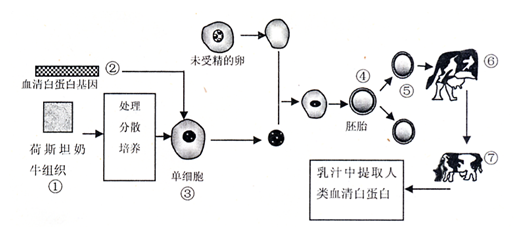 未受精的卵
②
血清白蛋白基因
处理
分散
培养
荷斯坦奶
牛组织
①
单细胞
③
④
胚胎
⑤
⑥
⑦
乳汁中提取人
类血清白蛋白